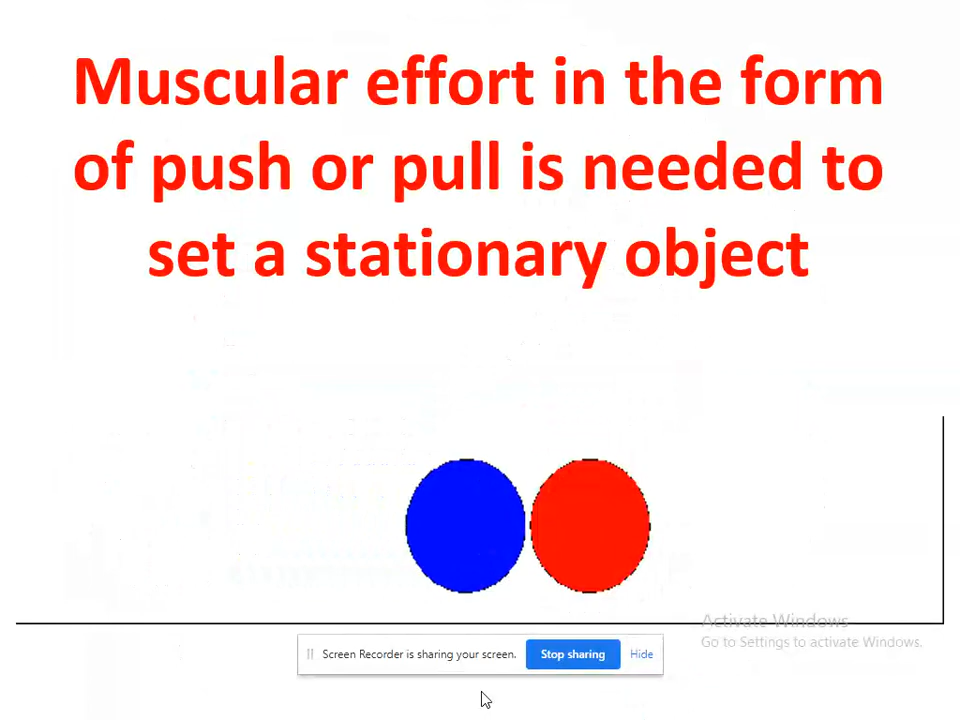 Muscular effort in the form
of push or pull is needed to
set a stationary object
Activate Windows
Go to Settings to activate Windows.
Screen Recorder is sharing your screen. Stop sharing Hide